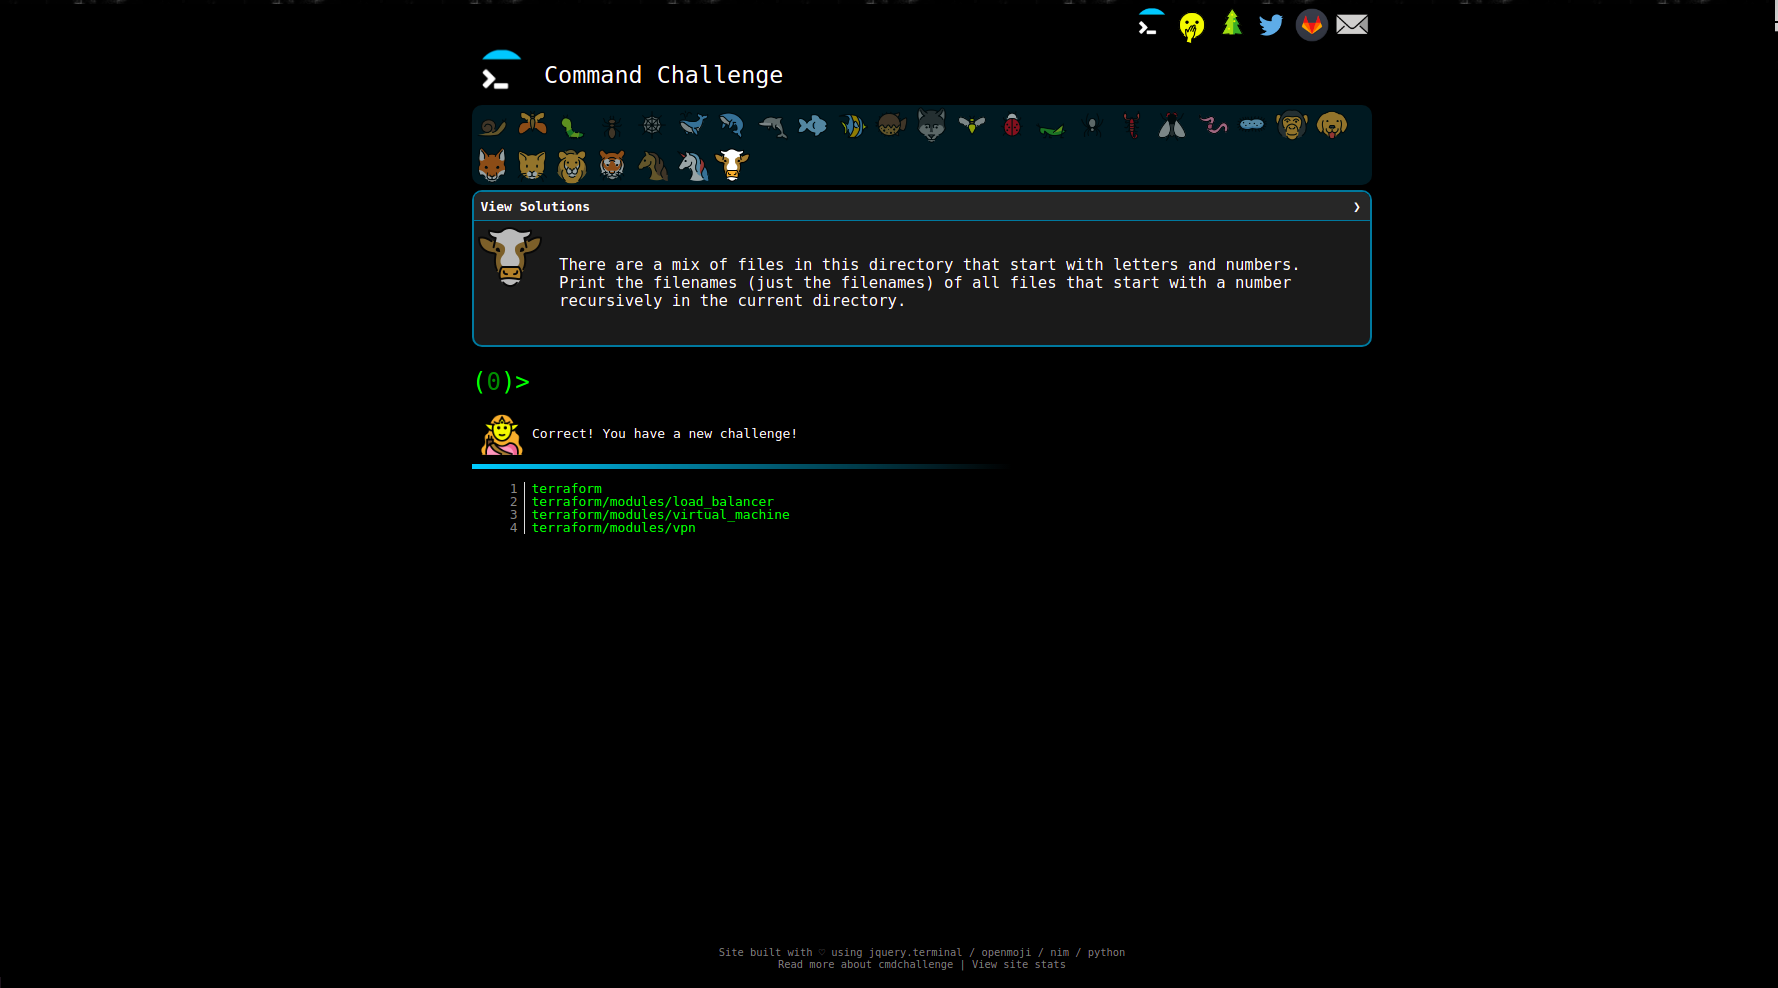 Command Challenge
View Solutions ❯
There are a mix of files in this directory that start with letters and numbers.
Print the filenames (just the filenames) of all files that start with a number
recursively in the current directory.
(0)>
Correct! You have a new challenge!
1 terraform
2 terraform/modules/load_balancer
3 terraform/modules/virtual_machine
4 terraform/modules/vpn
Site built with ♡ using jquery.terminal / openmoji / nim / python
Read more about cmdchallenge | View site stats